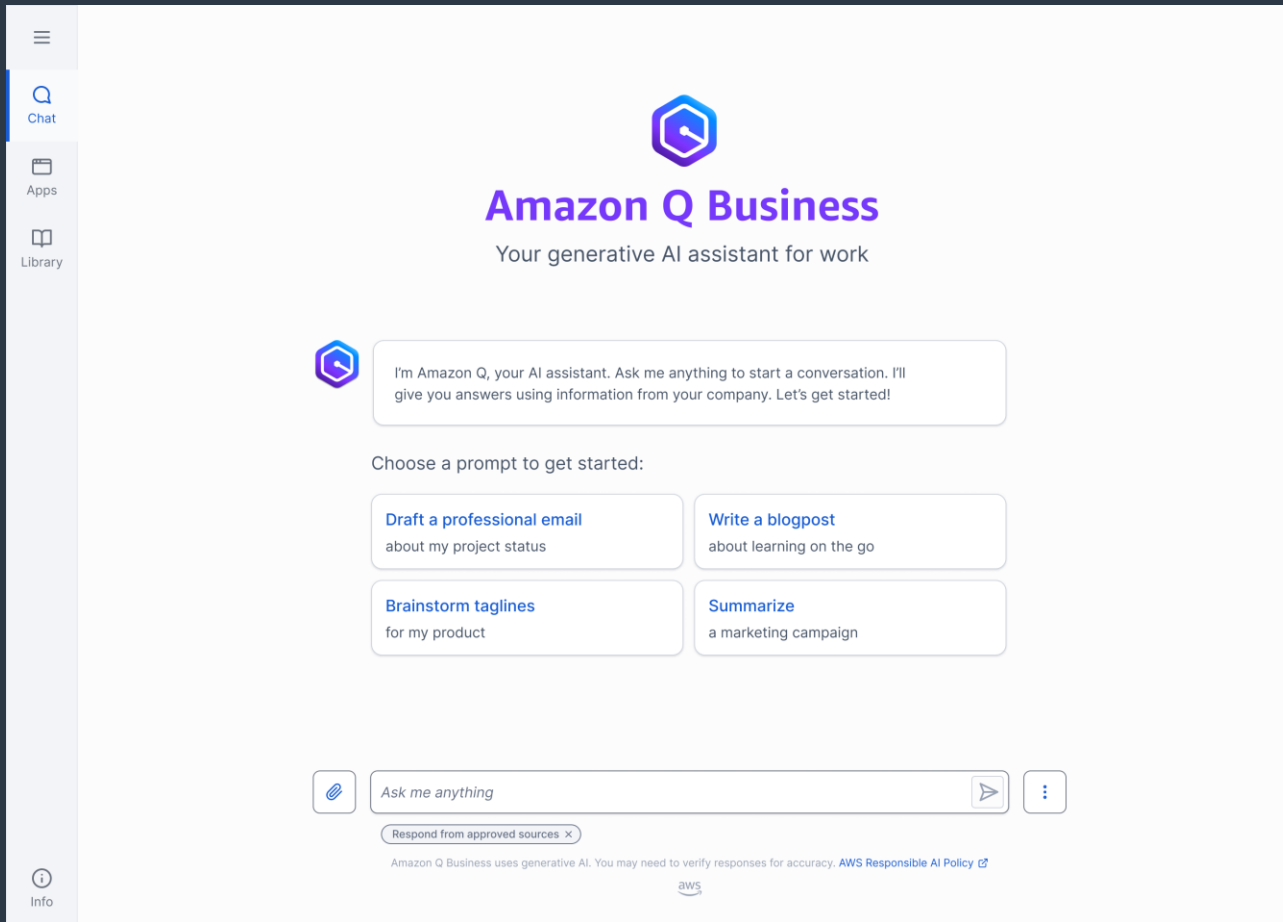 Chat
Apps
Library
Amazon Q Business
Your generative AI assistant for work
I'm Amazon Q, your AI assistant. Ask me anything to start a conversation. I'll
give you answers using information from your company. Let's get started!
Choose a prompt to get started:
Draft a professional email
about my project status
Write a blogpost
about learning on the go
Brainstorm taglines
for my product
Summarize
a marketing campaign
Ask me anything
Respond from approved sources ×
Amazon Q Business uses generative AI. You may need to verify responses for accuracy. AWS Responsible AI Policy
aws
Info